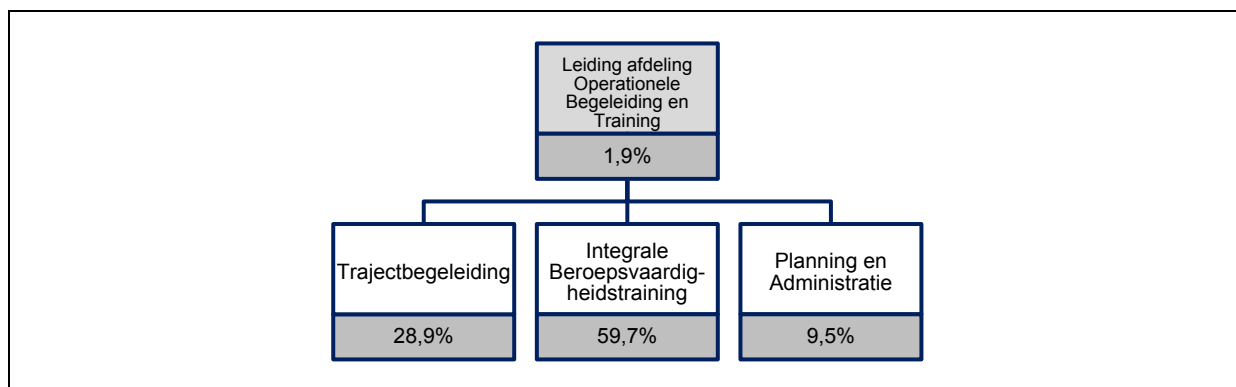 Leiding afdeling
Operationele
Begeleiding en
Training
1,9%
Trajectbegeleiding
28,9%
Integrale
Beroepsvaardig-
heidstraining
59,7%
Planning en
Administratie
9,5%